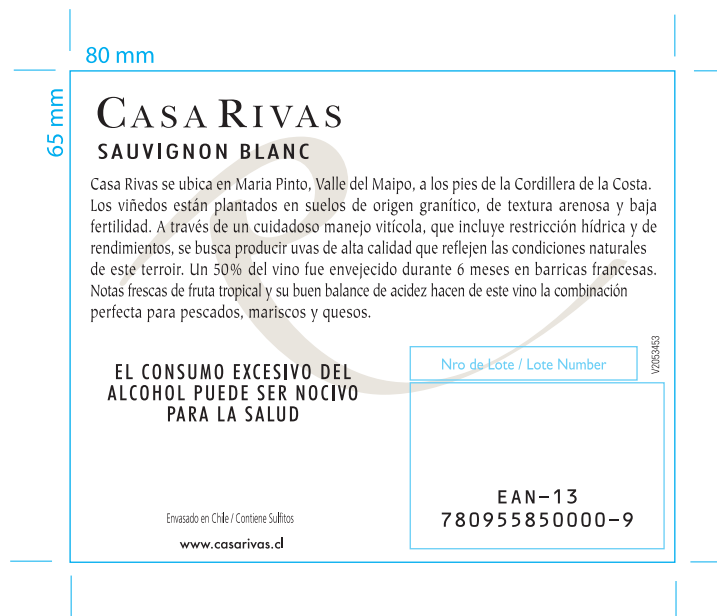 80 mm
65 mm
CASA RIVAS
SAUVIGNON BLANC
Casa Rivas se ubica en Maria Pinto, Valle del Maipo, a los pies de la Cordillera de la Costa.
Los viñedos están plantados en suelos de origen granítico, de textura arenosa y baja
fertilidad. A través de un cuidadoso manejo vitícola, que incluye restricción hídrica y de
rendimientos, se busca producir uvas de alta calidad que reflejen las condiciones naturales
de este terroir. Un 50% del vino fue envejecido durante 6 meses en barricas francesas.
Notas frescas de fruta tropical y su buen balance de acidez hacen de este vino la combinación
perfecta para pescados, mariscos y quesos.
EL CONSUMO EXCESIVO DEL
ALCOHOL PUEDE SER NOCIVO
PARA LA SALUD
Nro de Lote / Lote Number
V2053453
EAN-13
780955850000-9
Envasado en Chile / Contiene Sulfitos
www.casarivas.cl